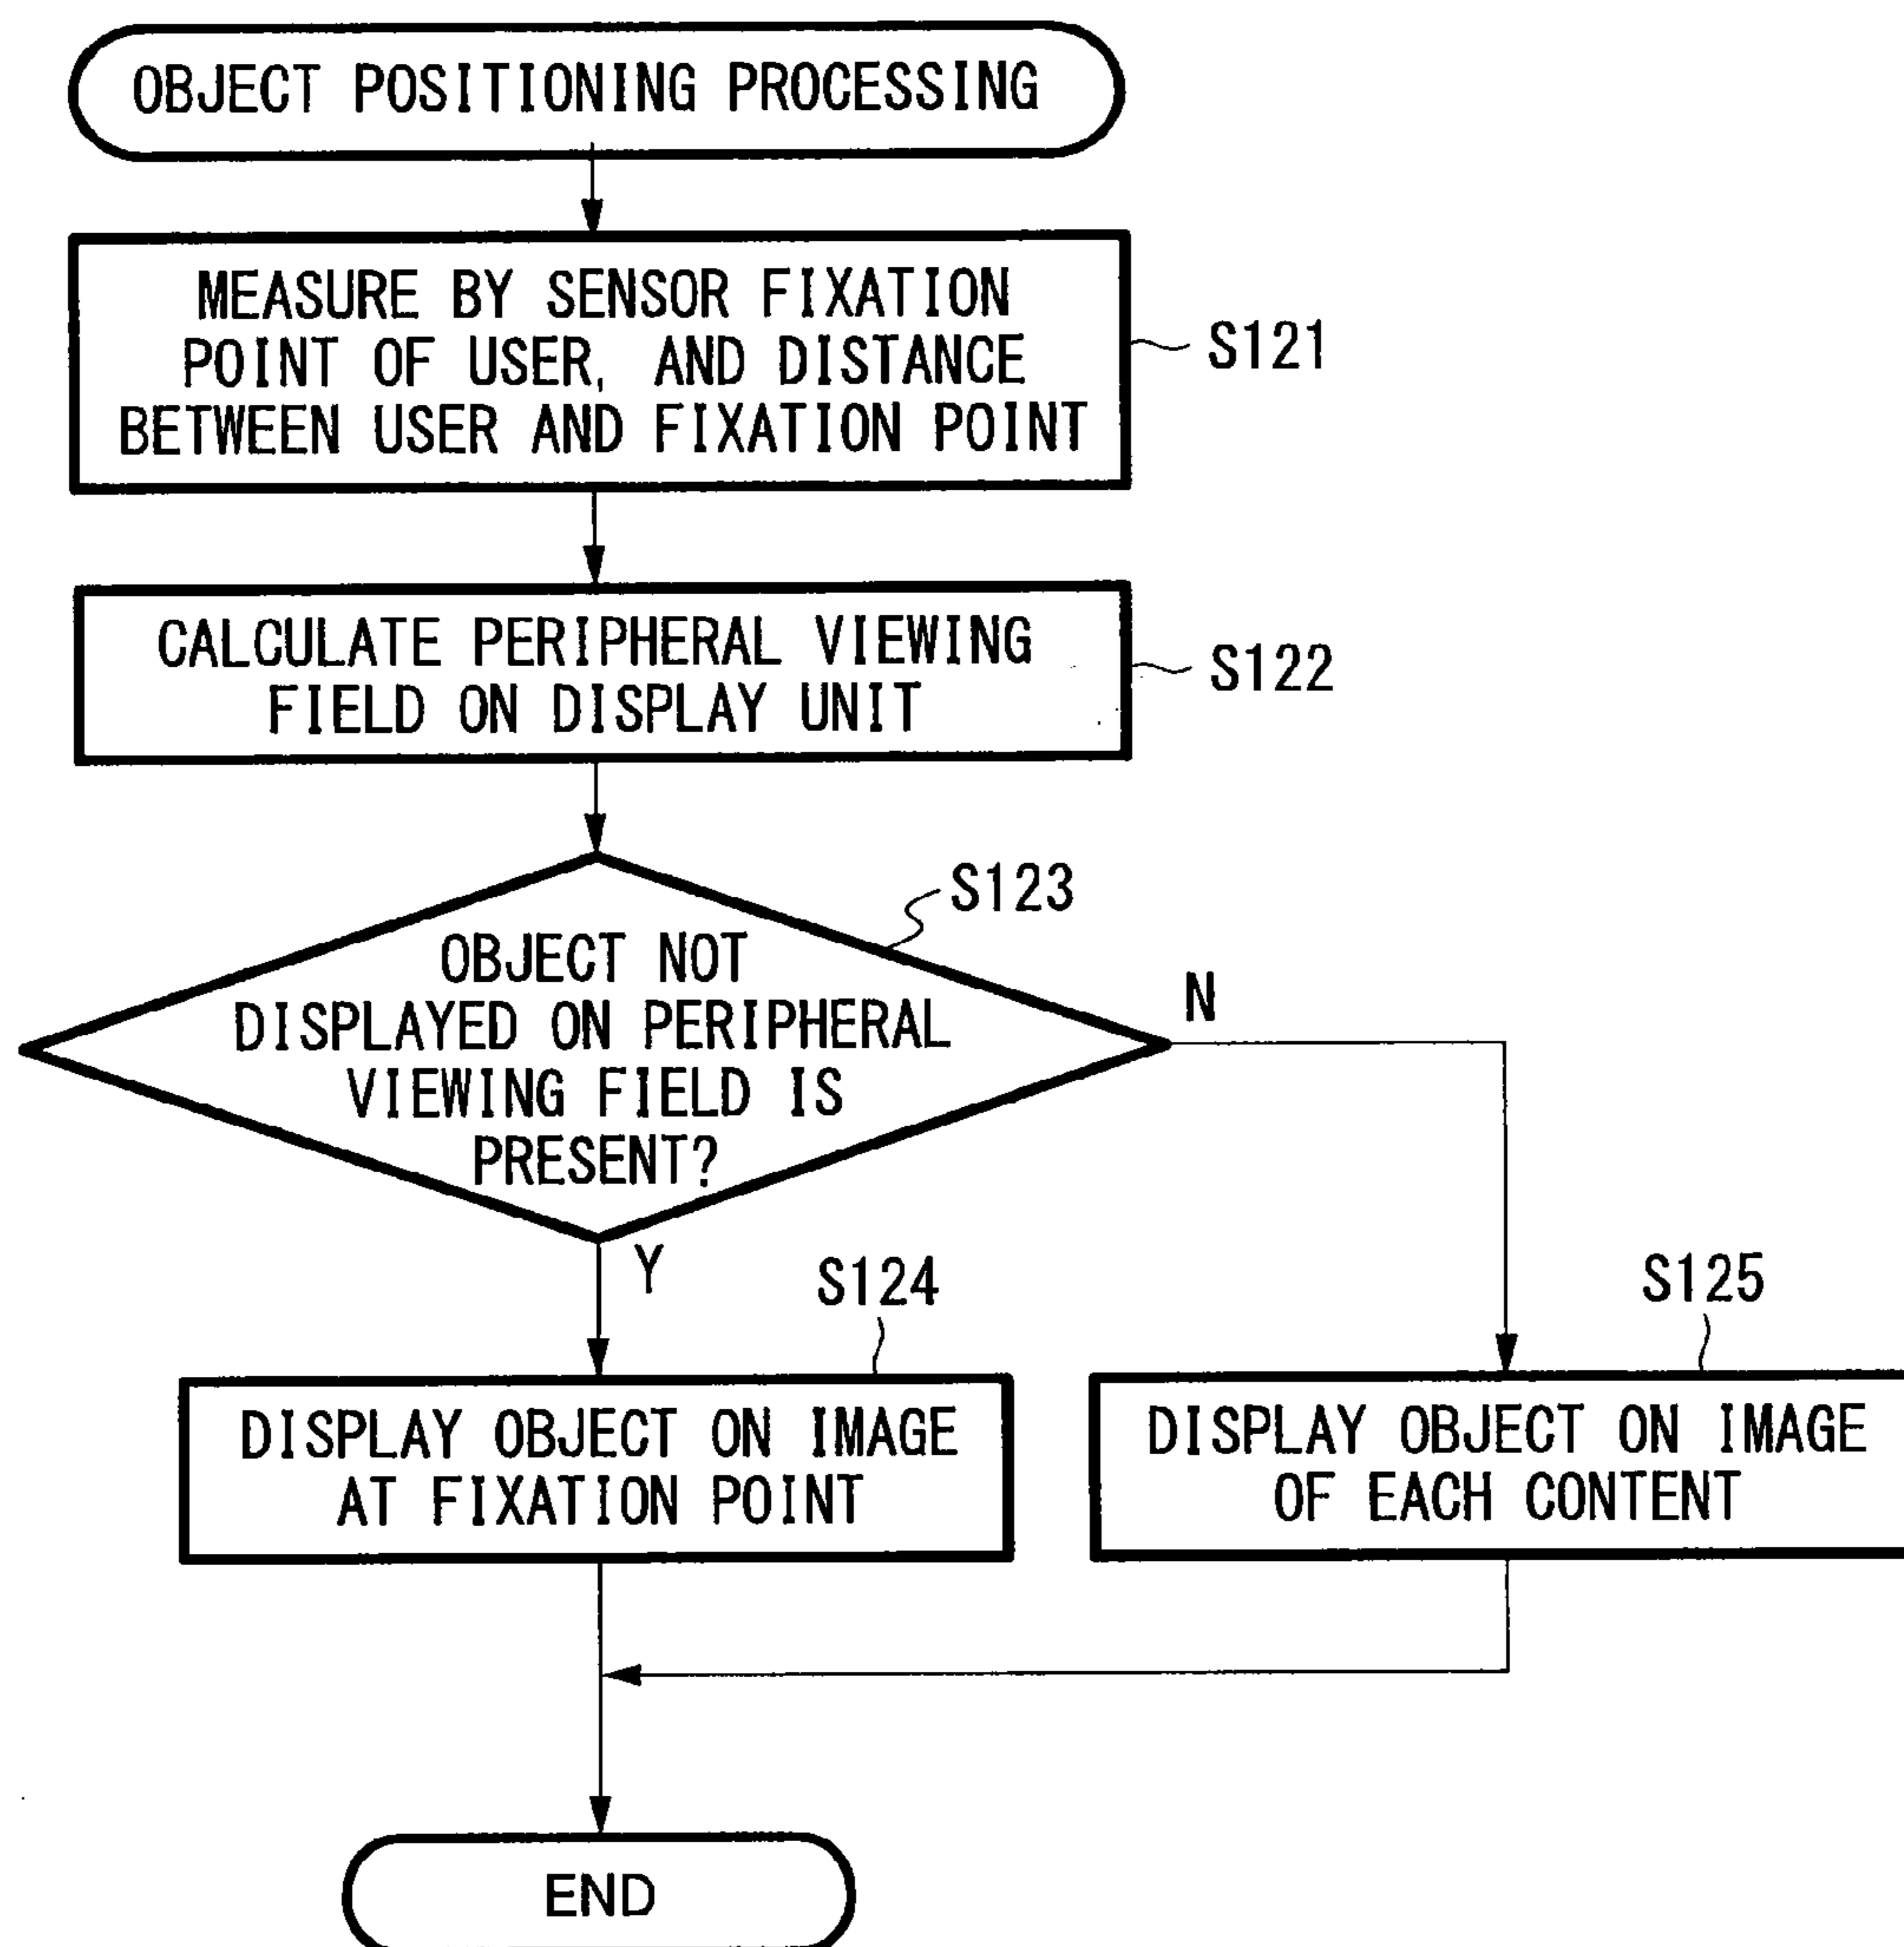 OBJECT POSITIONING PROCESSING
MEASURE BY SENSOR FIXATION
POINT OF USER, AND DISTANCE
BETWEEN USER AND FIXATION POINT
S121
CALCULATE PERIPHERAL VIEWING
FIELD ON DISPLAY UNIT
S122
S123
OBJECT NOT
DISPLAYED ON PERIPHERAL
VIEWING FIELD IS
PRESENT?
N
Y
S124
S125
DISPLAY OBJECT ON IMAGE
AT FIXATION POINT
DISPLAY OBJECT ON IMAGE
OF EACH CONTENT
END